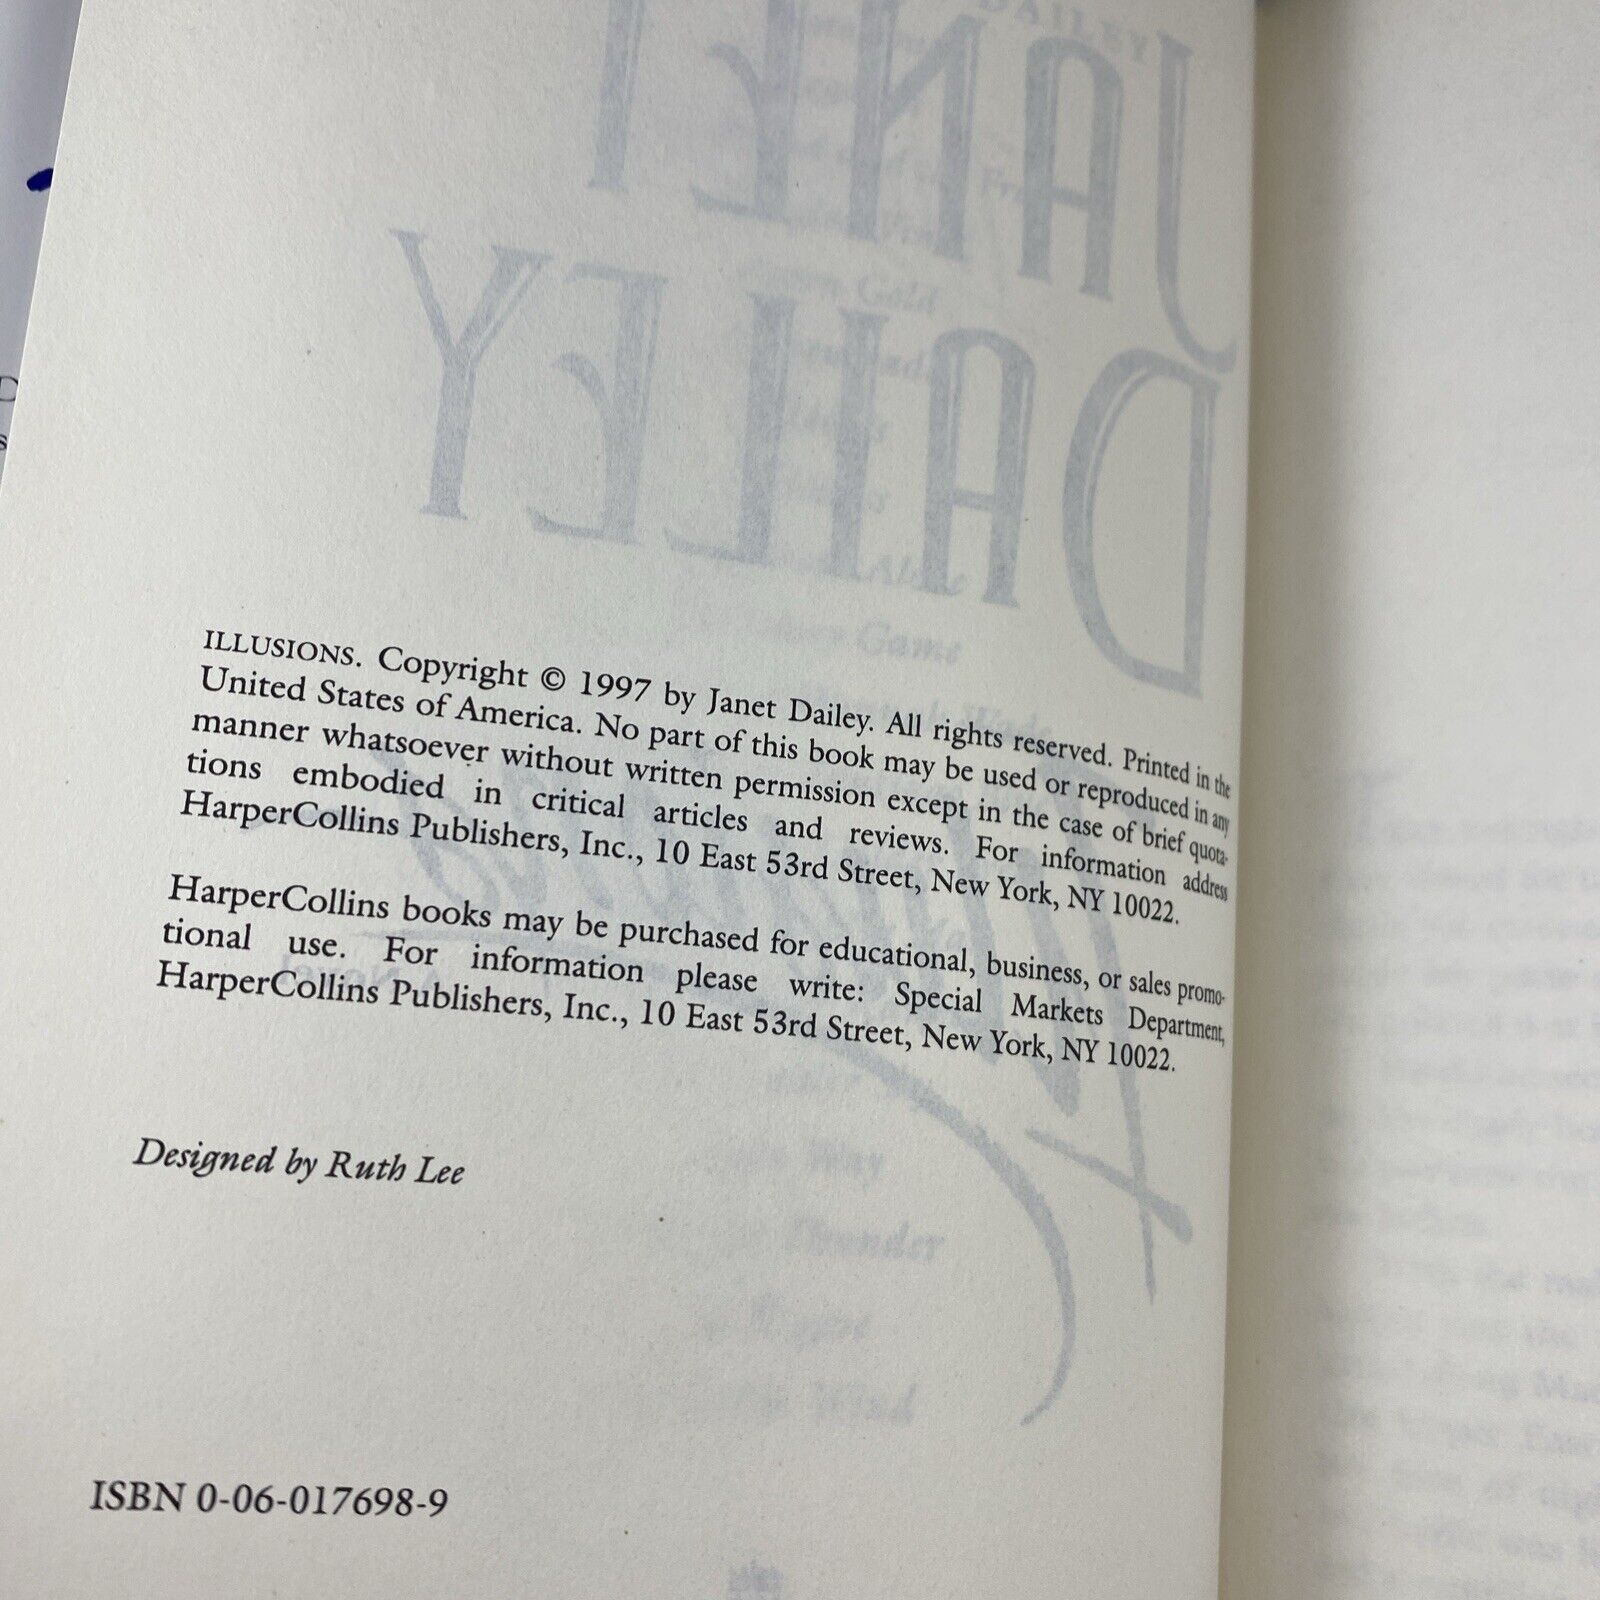 ILLUSIONS. Copyright © 1997 by Janet Dailey. All rights reserved. Printed in the
United States of America. No part of this book may be used or reproduced in any
manner whatsoever without written permission except in the case of brief quota-
tions embodied in critical articles and reviews. For information address
HarperCollins Publishers, Inc., 10 East 53rd Street, New York, NY 10022.
HarperCollins books may be purchased for educational, business, or sales promo-
tional use. For information please write: Special Markets Department,
HarperCollins Publishers, Inc., 10 East 53rd Street, New York, NY 10022.
Designed by Ruth Lee
ISBN 0-06-017698-9
JANET
DAILEY